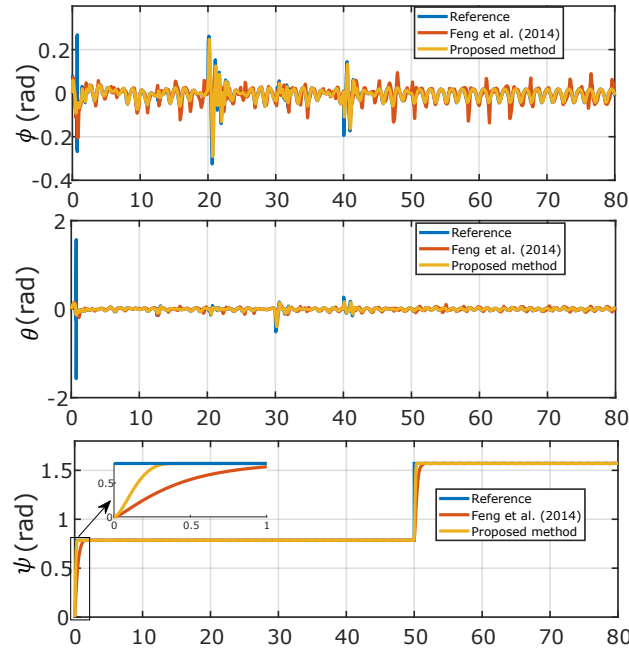 ϕ (rad)
0.2
0
-0.2
-0.4
0 10 20 30 40 50 60 70 80
Reference
Feng et al. (2014)
Proposed method
θ (rad)
2
0
-2
0 10 20 30 40 50 60 70 80
Reference
Feng et al. (2014)
Proposed method
ψ (rad)
1.5
1
0.5
0
0 10 20 30 40 50 60 70 80
0.5
0
0 0.5 1
Reference
Feng et al. (2014)
Proposed method